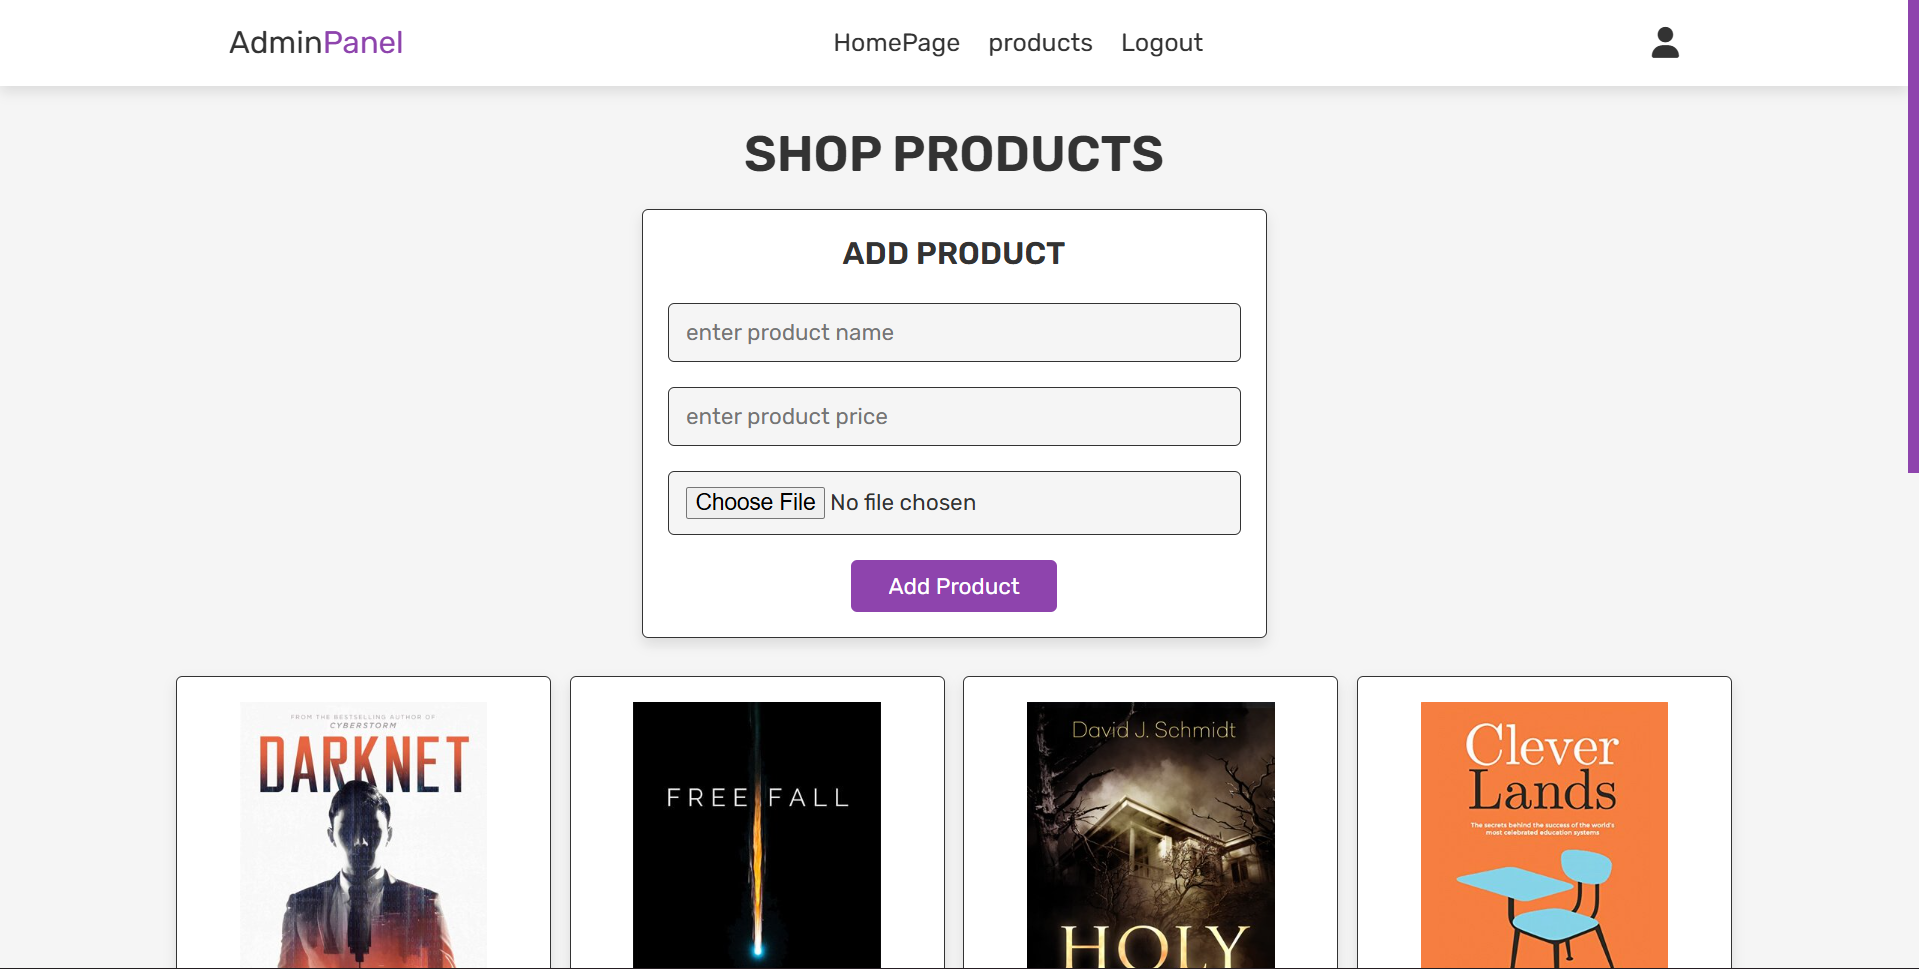 AdminPanel
HomePage products Logout
SHOP PRODUCTS
ADD PRODUCT
enter product name
enter product price
Choose File No file chosen
Add Product
FROM THE BESTSELLING AUTHOR OF
CYBERSTORM
DARKNET
FREE FALL
David J. Schmidt
HOLY
Clever
Lands
The secrets behind the success of the world's
most celebrated education systems